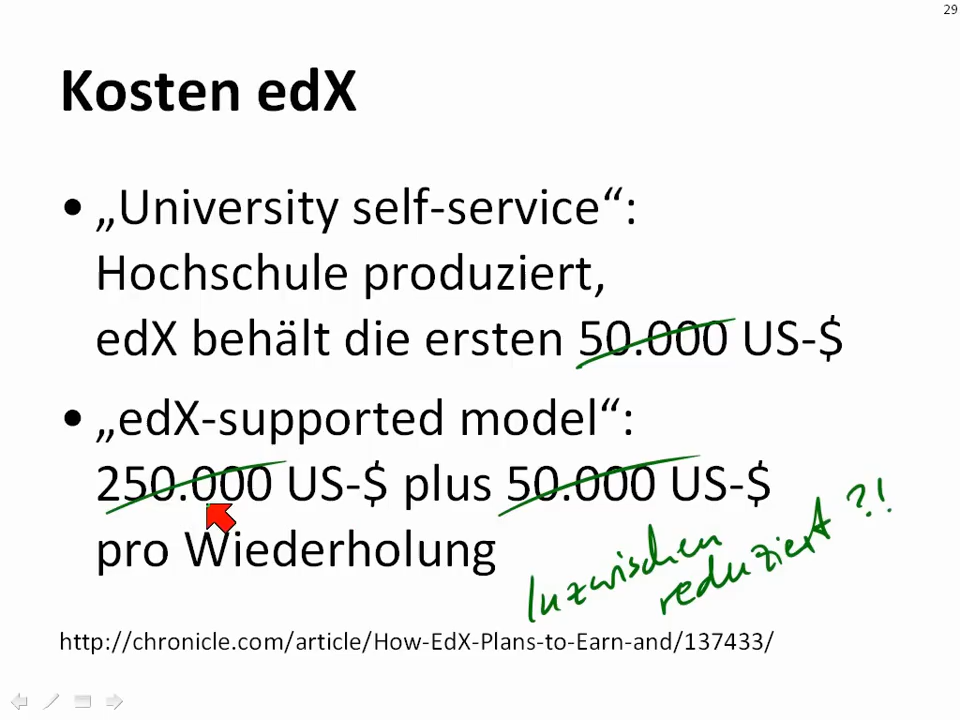 29
Kosten edX
• „University self-service“:
Hochschule produziert,
edX behält die ersten 50.000 US-$
• „edX-supported model“:
250.000 US-$ plus 50.000 US-$
pro Wiederholung
Inzwischen
reduziert ?!
http://chronicle.com/article/How-EdX-Plans-to-Earn-and/137433/